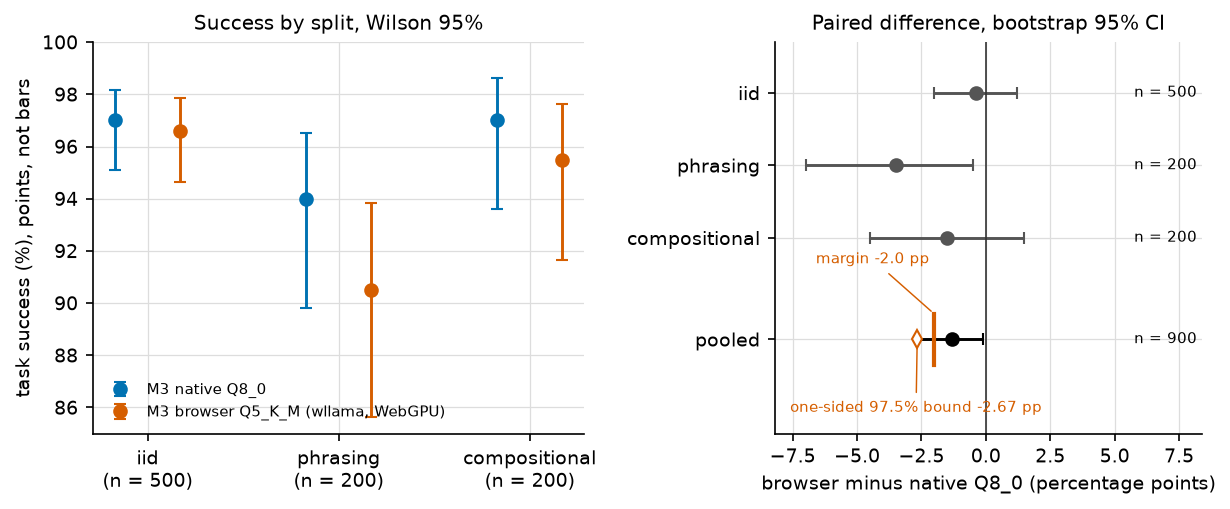 Success by split, Wilson 95%
task success (%), points, not bars
100
98
96
94
92
90
88
86
M3 native Q8_0
M3 browser Q5_K_M (wllama, WebGPU)
iid
(n = 500)
phrasing
(n = 200)
compositional
(n = 200)
Paired difference, bootstrap 95% CI
iid
n = 500
phrasing
n = 200
compositional
n = 200
margin -2.0 pp
pooled
n = 900
one-sided 97.5% bound -2.67 pp
−7.5
−5.0
−2.5
0.0
2.5
5.0
7.5
browser minus native Q8_0 (percentage points)